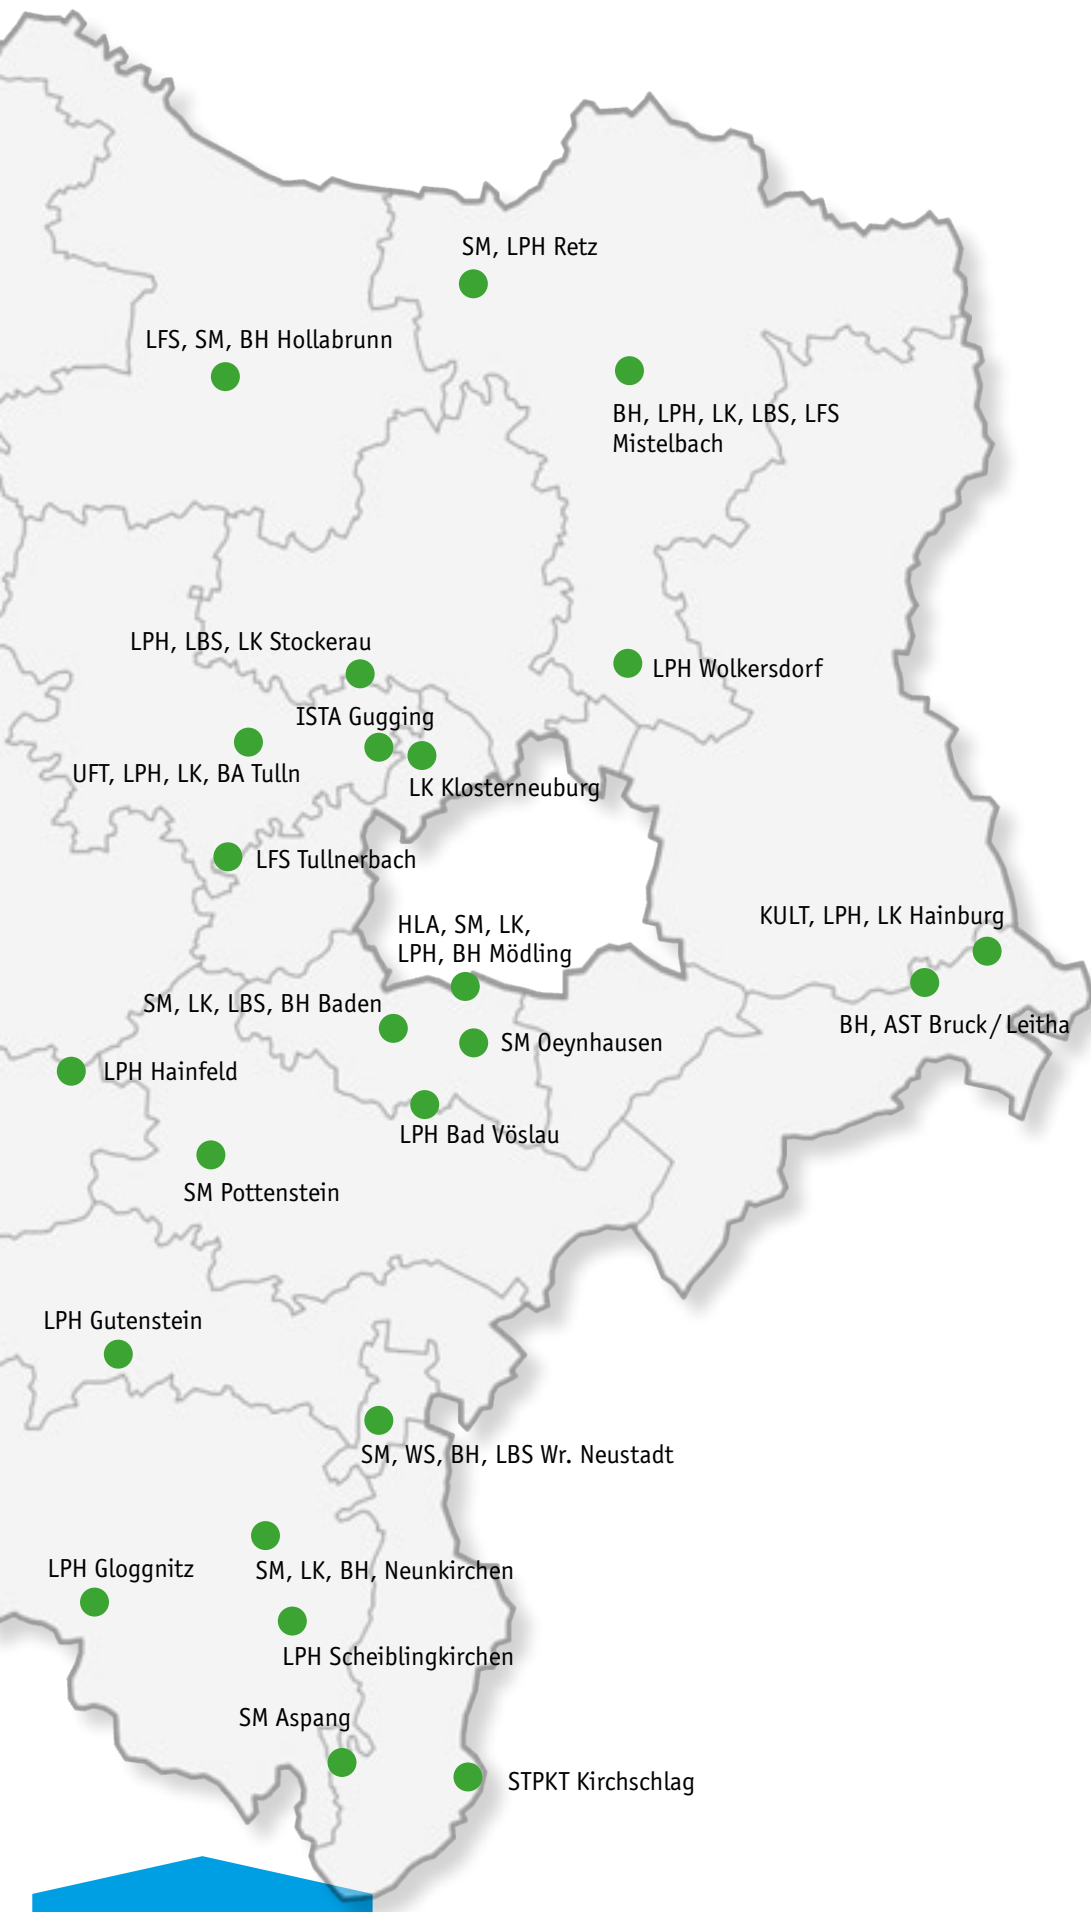 SM, LPH Retz
LFS, SM, BH Hollabrunn
BH, LPH, LK, LBS, LFS
Mistelbach
LPH, LBS, LK Stockerau
LPH Wolkersdorf
ISTA Gugging
UFT, LPH, LK, BA Tulln
LK Klosterneuburg
LFS Tullnerbach
KULT, LPH, LK Hainburg
HLA, SM, LK,
LPH, BH Mödling
SM, LK, LBS, BH Baden
BH, AST Bruck/Leitha
SM Oeynhausen
LPH Hainfeld
LPH Bad Vöslau
SM Pottenstein
LPH Gutenstein
SM, WS, BH, LBS Wr. Neustadt
LPH Gloggnitz
SM, LK, BH, Neunkirchen
LPH Scheiblingkirchen
SM Aspang
STPKT Kirchschlag